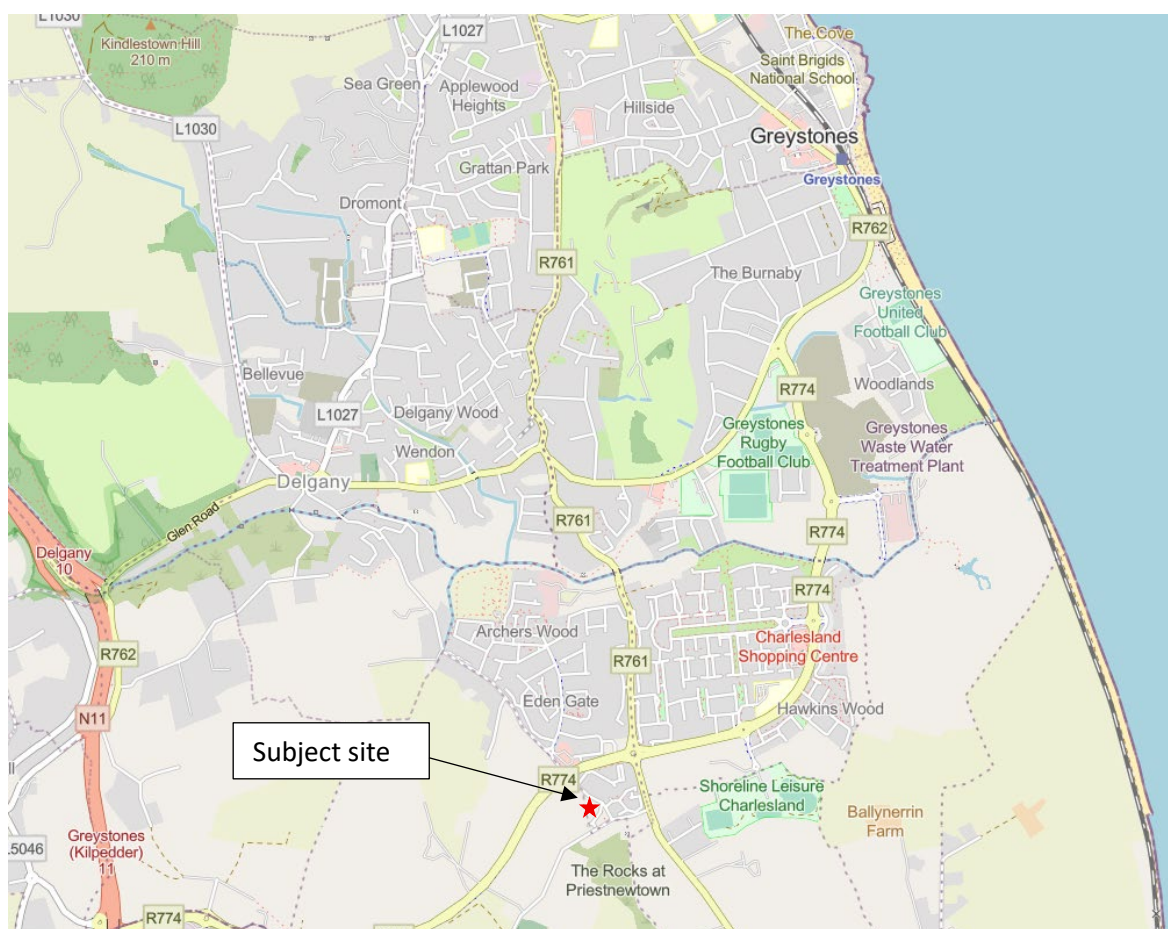 L1030
Kindlestown Hill
210 m
L1027
The Cove
Saint Brigids
National School
Sea Green
Applewood
Heights
Hillside
L1030
Greystones
Greystones
Grattan Park
Dromont
R762
R761
The Burnaby
Greystones
United
Football Club
Bellevue
R774
Woodlands
L1027
Delgany Wood
Greystones
Rugby
Football Club
Greystones
Waste Water
Treatment Plant
Wendon
Delgany
Glen Road
R761
R774
Delgany
10
R774
Archers Wood
Charlesland
Shopping Centre
R762
R761
Eden Gate
Hawkins Wood
N11
Subject site
R774
Shoreline Leisure
Charlesland
Ballynerrin
Farm
Greystones
(Kilpedder)
11
5046
The Rocks at
Priestnewtown
R774